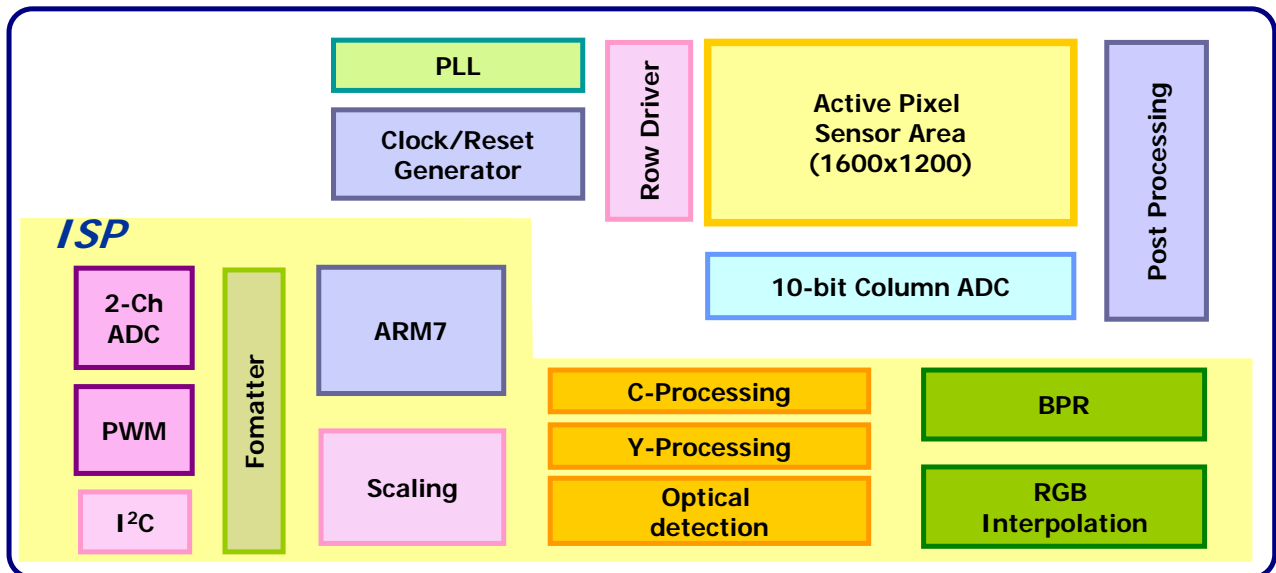 PLL
Clock/Reset
Generator
Row Driver
Active Pixel
Sensor Area
(1600x1200)
Post Processing
10-bit Column ADC
ISP
2-Ch
ADC
PWM
I²C
Fomatter
ARM7
Scaling
C-Processing
Y-Processing
Optical
detection
BPR
RGB
Interpolation